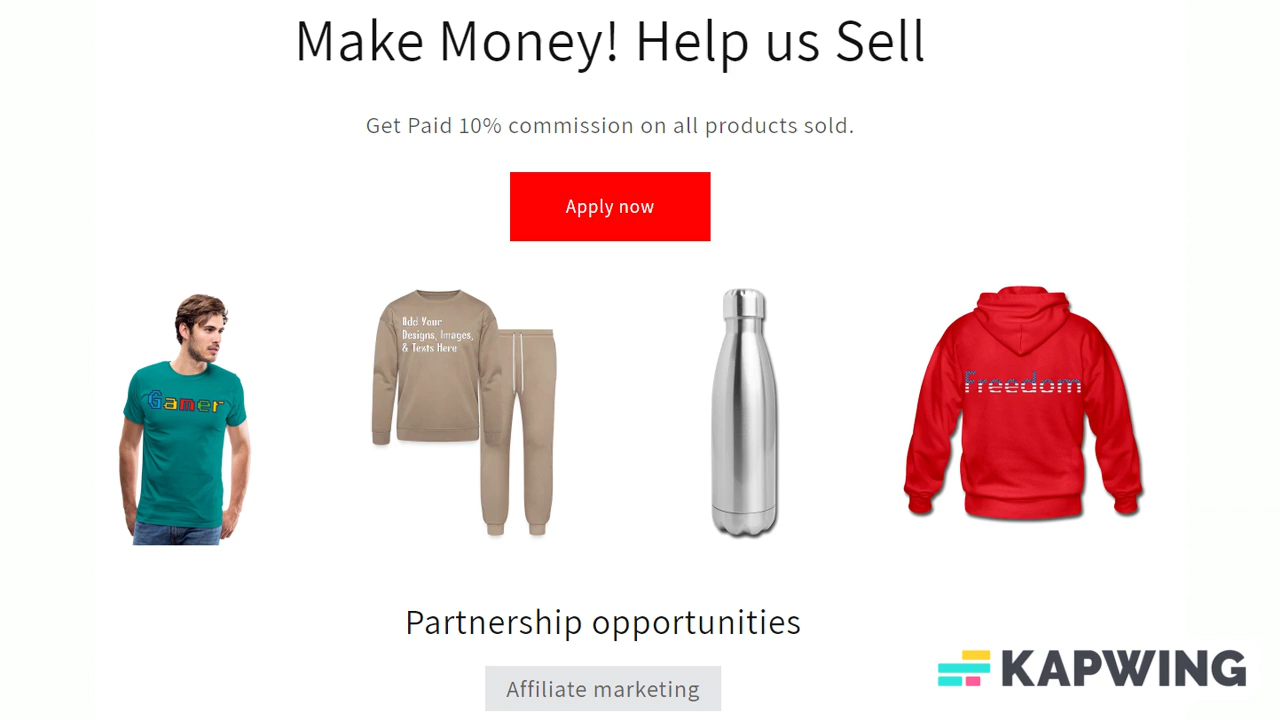 Make Money! Help us Sell
Get Paid 10% commission on all products sold.
Apply now
Gamer
Add Your
Designs, Images,
& Texts Here
Freedom
Partnership opportunities
Affiliate marketing
KAPWING